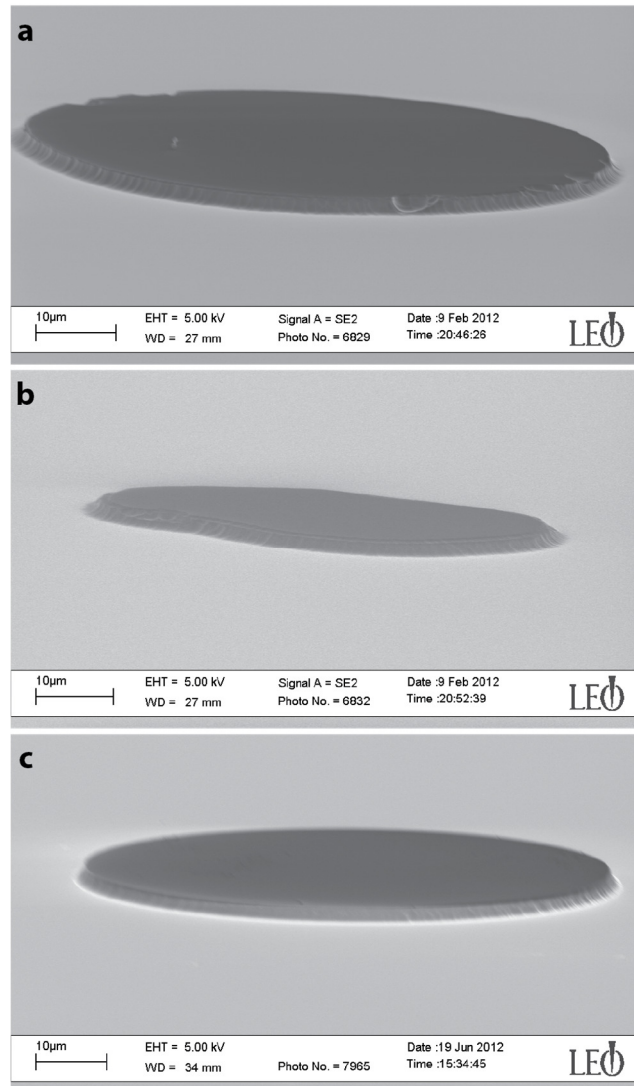 a
10µm
EHT = 5.00 kV
WD = 27 mm
Signal A = SE2
Photo No. = 6829
Date :9 Feb 2012
Time :20:46:26
LEO
b
10µm
EHT = 5.00 kV
WD = 27 mm
Signal A = SE2
Photo No. = 6832
Date :9 Feb 2012
Time :20:52:39
LEO
c
10µm
EHT = 5.00 kV
WD = 34 mm
Photo No. = 7965
Date :19 Jun 2012
Time :15:34:45
LEO